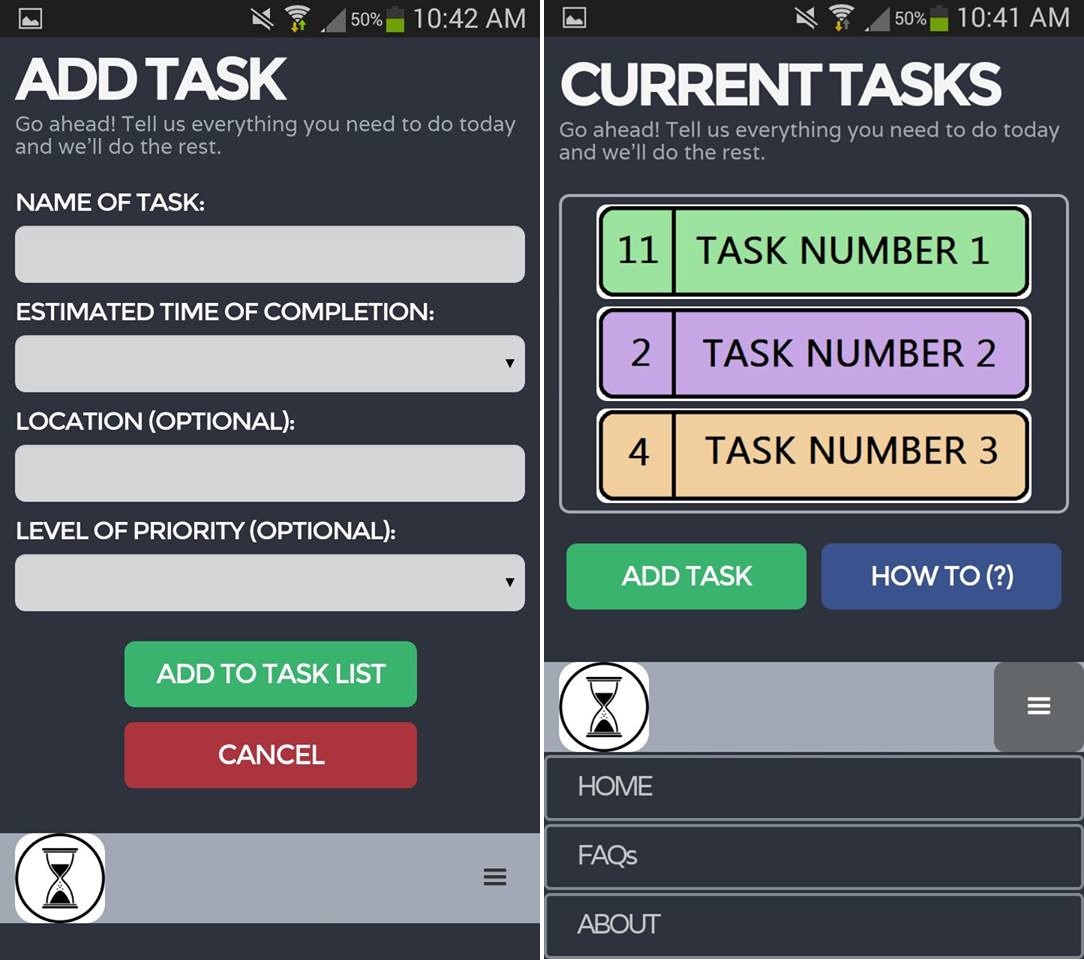 50% 10:42 AM
ADD TASK
Go ahead! Tell us everything you need to do today
and we'll do the rest.
NAME OF TASK:
ESTIMATED TIME OF COMPLETION:
LOCATION (OPTIONAL):
LEVEL OF PRIORITY (OPTIONAL):
ADD TO TASK LIST
CANCEL
50% 10:41 AM
CURRENT TASKS
Go ahead! Tell us everything you need to do today
and we'll do the rest.
11 TASK NUMBER 1
2 TASK NUMBER 2
4 TASK NUMBER 3
ADD TASK HOW TO (?)
HOME
FAQs
ABOUT